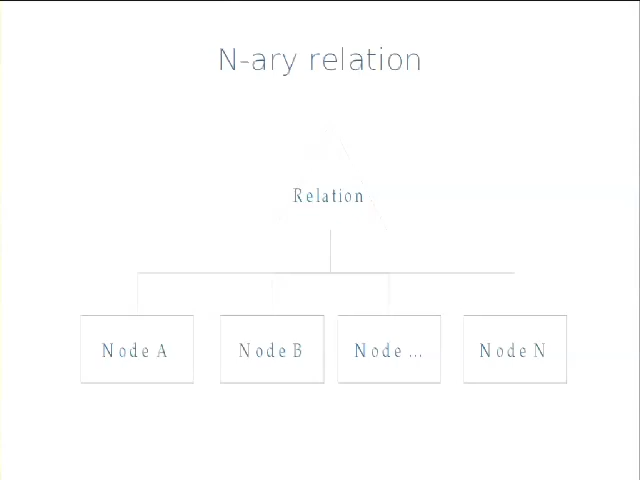 N-ary relation
Relation
Node A
Node B
Node ...
Node N